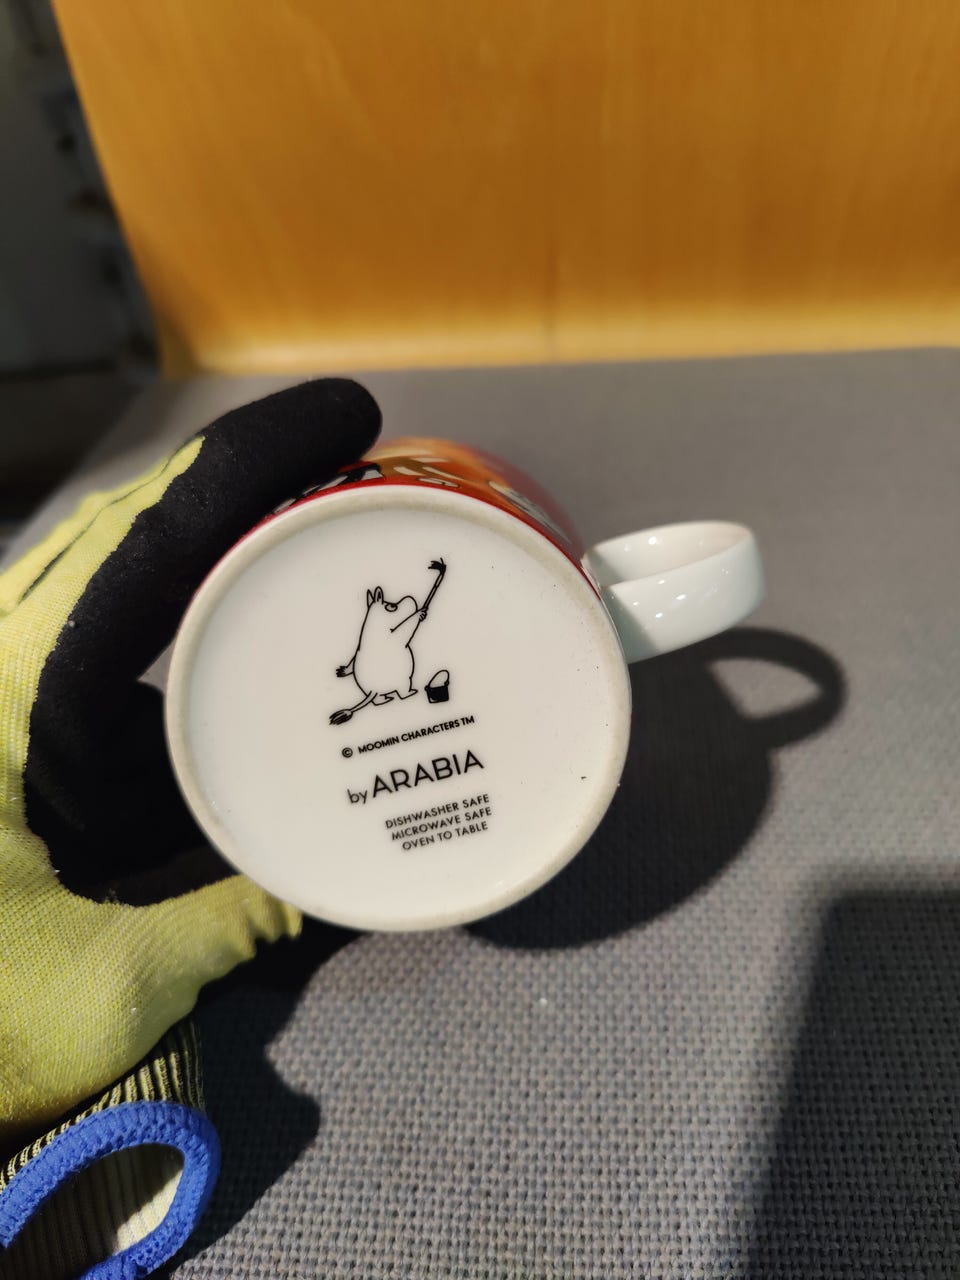 © MOOMIN CHARACTERS TM
by ARABIA
DISHWASHER SAFE
MICROWAVE SAFE
OVEN TO TABLE